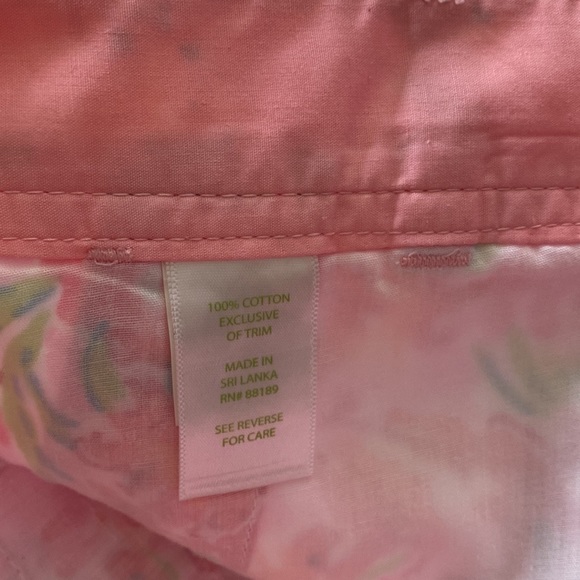 100% COTTON
EXCLUSIVE
OF TRIM
MADE IN
SRI LANKA
RN# 88189
SEE REVERSE
FOR CARE